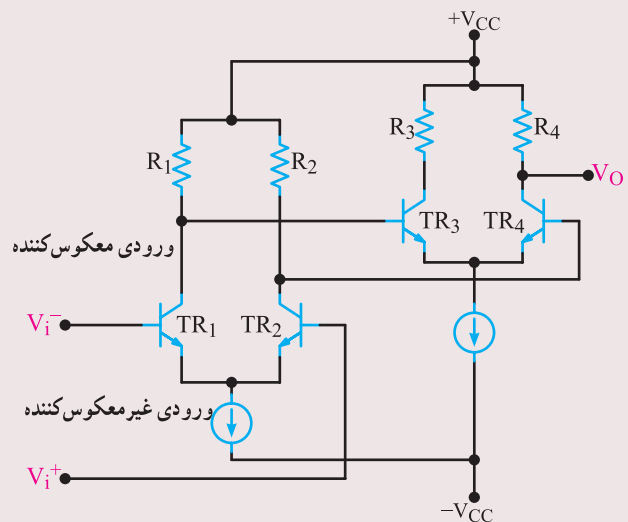 +VCC
R3
R4
R1
R2
VO
TR3
TR4
ورودی معکوس‌کننده
Vi−
TR1
TR2
ورودی غیرمعکوس‌کننده
Vi+
−VCC